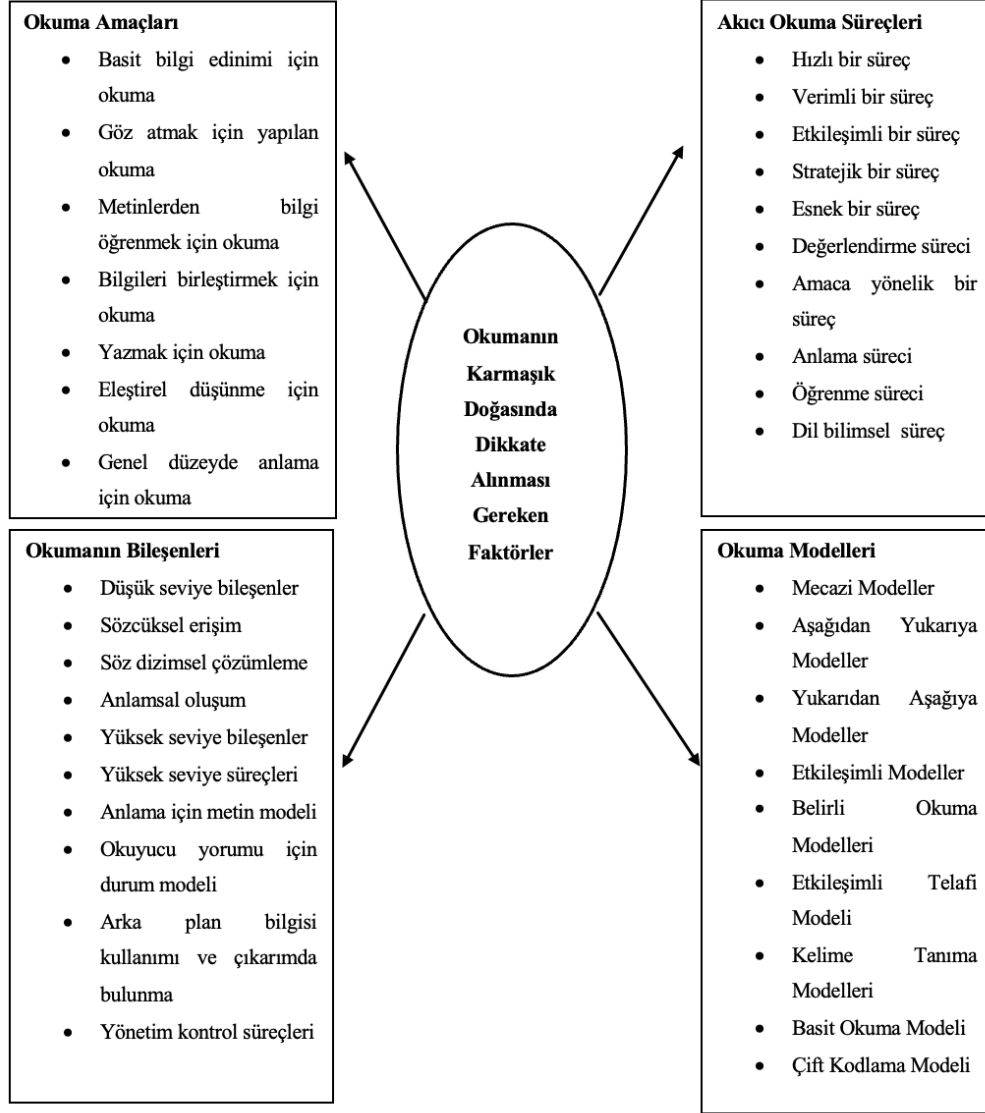 Okuma Amaçları
• Basit bilgi edinimi için
okuma
• Göz atmak için yapılan
okuma
• Metinlerden bilgi
öğrenmek için okuma
• Bilgileri birleştirmek için
okuma
• Yazmak için okuma
• Eleştirel düşünme için
okuma
• Genel düzeyde anlama
için okuma
Akıcı Okuma Süreçleri
• Hızlı bir süreç
• Verimli bir süreç
• Etkileşimli bir süreç
• Stratejik bir süreç
• Esnek bir süreç
• Değerlendirme süreci
• Amaca yönelik bir
süreç
• Anlama süreci
• Öğrenme süreci
• Dil bilimsel süreç
Okumanın
Karmaşık
Doğasında
Dikkate
Alınması
Gereken
Faktörler
Okumanın Bileşenleri
• Düşük seviye bileşenler
• Sözcüksel erişim
• Söz dizimsel çözümleme
• Anlamsal oluşum
• Yüksek seviye bileşenler
• Yüksek seviye süreçleri
• Anlama için metin modeli
• Okuyucu yorumu için
durum modeli
• Arka plan bilgisi
kullanımı ve çıkarımda
bulunma
• Yönetim kontrol süreçleri
Okuma Modelleri
• Mecazi Modeller
• Aşağıdan Yukarıya
Modeller
• Yukarıdan Aşağıya
Modeller
• Etkileşimli Modeller
• Belirli Okuma
Modelleri
• Etkileşimli Telafi
Modeli
• Kelime Tanıma
Modelleri
• Basit Okuma Modeli
• Çift Kodlama Modeli